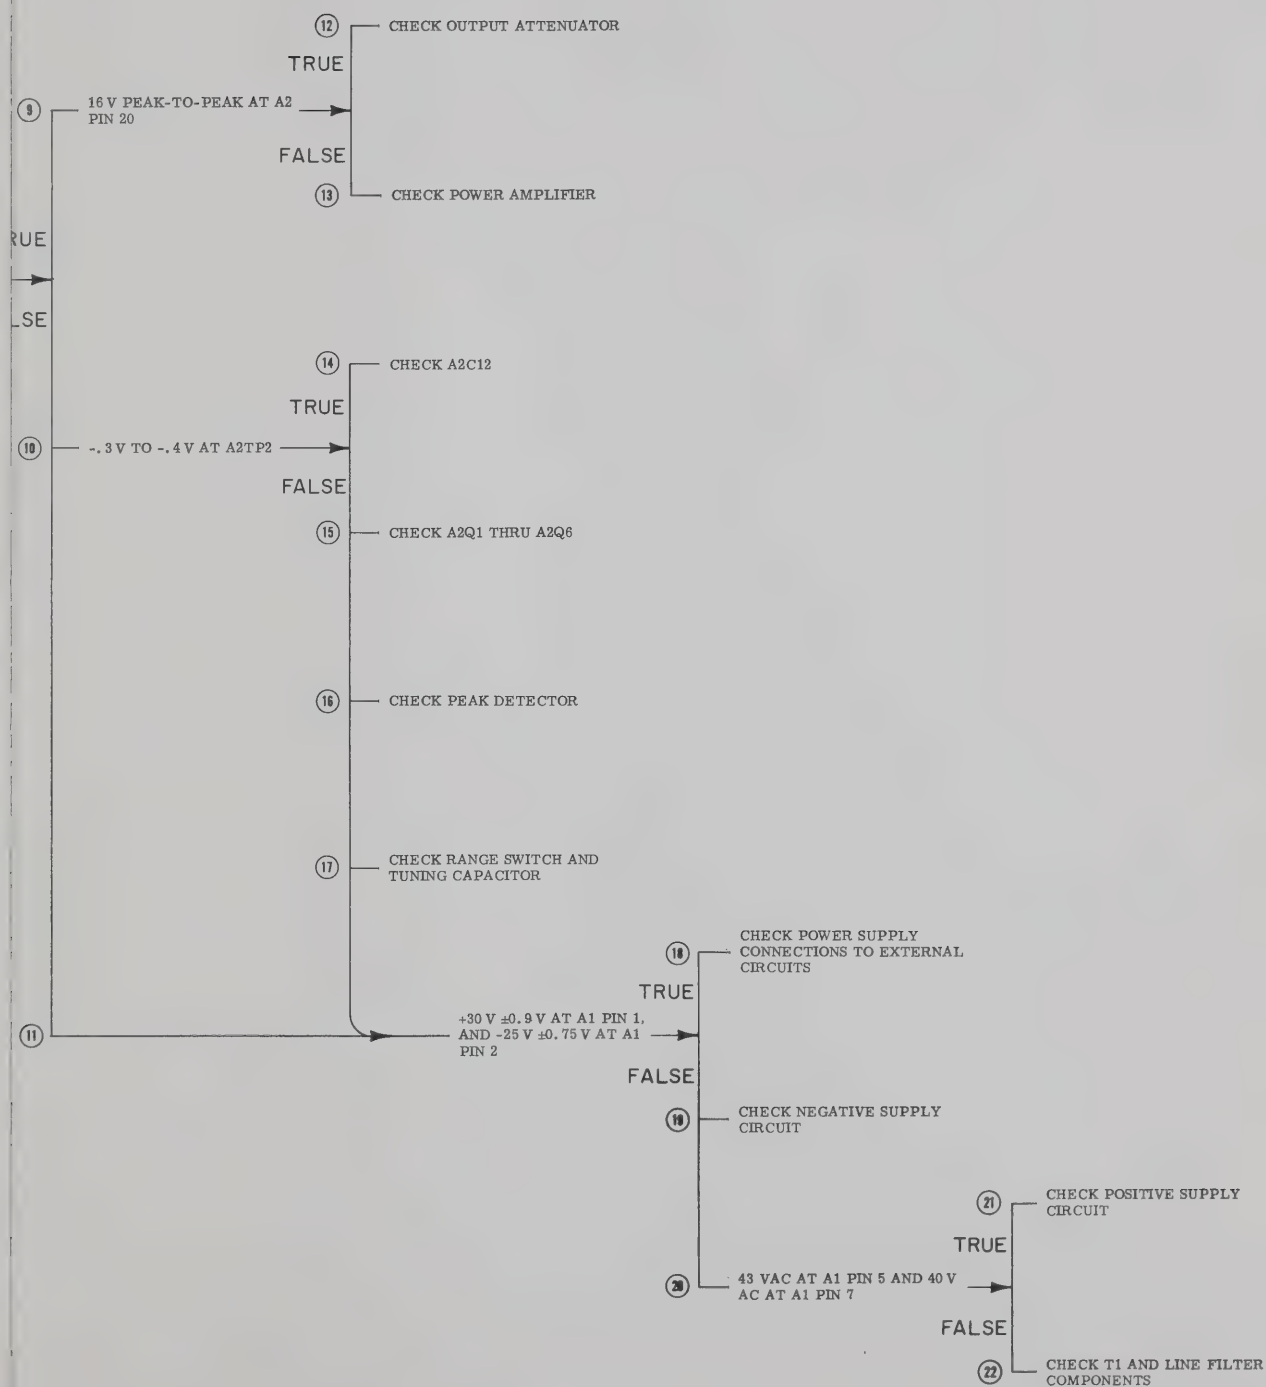 12 CHECK OUTPUT ATTENUATOR
TRUE
9 16 V PEAK-TO-PEAK AT A2
PIN 20
FALSE
13 CHECK POWER AMPLIFIER
RUE
LSE
14 CHECK A2C12
TRUE
10 -.3 V TO -.4 V AT A2TP2
FALSE
15 CHECK A2Q1 THRU A2Q6
16 CHECK PEAK DETECTOR
17 CHECK RANGE SWITCH AND
TUNING CAPACITOR
18 CHECK POWER SUPPLY
CONNECTIONS TO EXTERNAL
CIRCUITS
TRUE
11 +30 V ±0.9 V AT A1 PIN 1,
AND -25 V ±0.75 V AT A1
PIN 2
FALSE
19 CHECK NEGATIVE SUPPLY
CIRCUIT
21 CHECK POSITIVE SUPPLY
CIRCUIT
TRUE
20 43 VAC AT A1 PIN 5 AND 40 V
AC AT A1 PIN 7
FALSE
22 CHECK T1 AND LINE FILTER
COMPONENTS